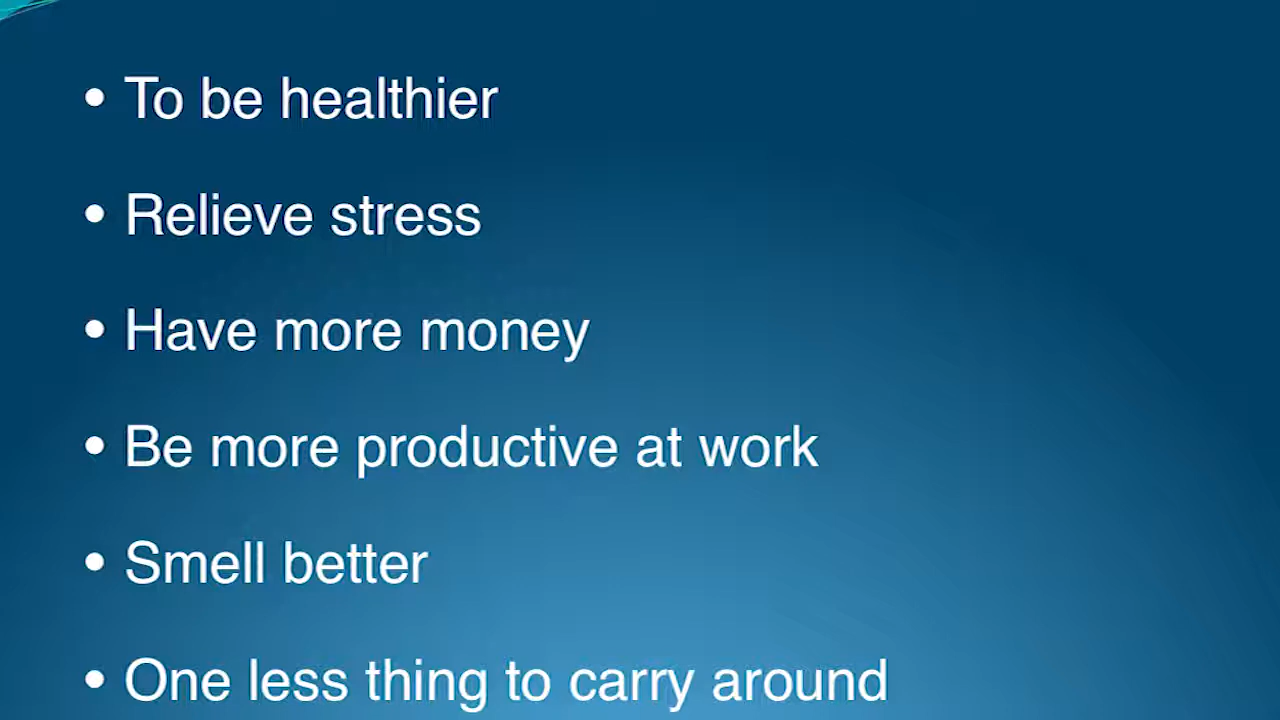 • To be healthier
• Relieve stress
• Have more money
• Be more productive at work
• Smell better
• One less thing to carry around